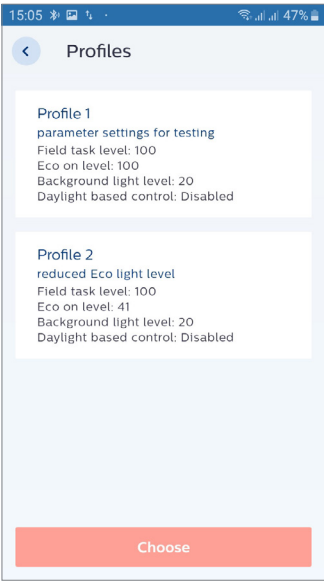 15:05 47%
Profiles
Profile 1
parameter settings for testing
Field task level: 100
Eco on level: 100
Background light level: 20
Daylight based control: Disabled
Profile 2
reduced Eco light level
Field task level: 100
Eco on level: 41
Background light level: 20
Daylight based control: Disabled
Choose